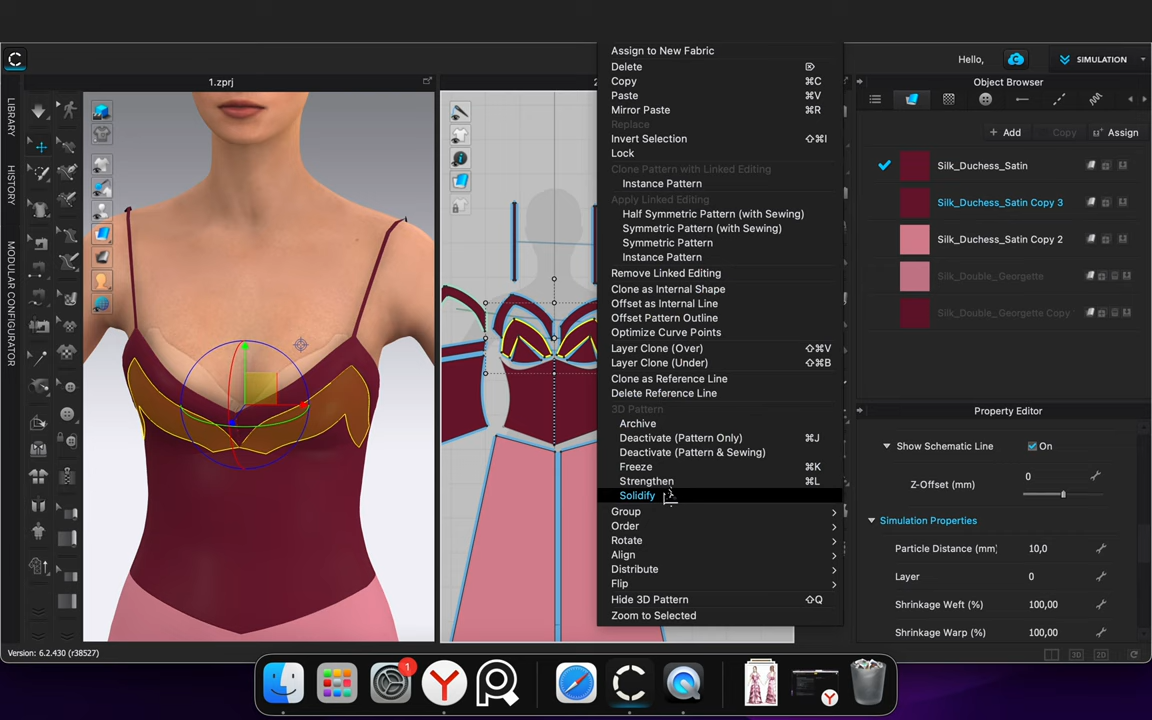 Hello,
SIMULATION
1.zprj
2
Object Browser
LIBRARY
HISTORY
MODULAR CONFIGURATOR
Assign to New Fabric
Delete
Copy ⌘C
Paste ⌘V
Mirror Paste ⌘R
Replace
Invert Selection ⇧⌘I
Lock
Clone Pattern with Linked Editing
Instance Pattern
Apply Linked Editing
Half Symmetric Pattern (with Sewing)
Symmetric Pattern (with Sewing)
Symmetric Pattern
Instance Pattern
Remove Linked Editing
Clone as Internal Shape
Offset as Internal Line
Offset Pattern Outline
Optimize Curve Points
Layer Clone (Over) ⇧⌘V
Layer Clone (Under) ⇧⌘B
Clone as Reference Line
Delete Reference Line
3D Pattern
Archive
Deactivate (Pattern Only) ⌘J
Deactivate (Pattern & Sewing)
Freeze ⌘K
Strengthen ⌘L
Solidify
Group
Order
Rotate
Align
Distribute
Flip
Hide 3D Pattern ⇧Q
Zoom to Selected
+ Add
Copy
Assign
Silk_Duchess_Satin
Silk_Duchess_Satin Copy 3
Silk_Duchess_Satin Copy 2
Silk_Double_Georgette
Silk_Double_Georgette Copy
Property Editor
Show Schematic Line On
Z-Offset (mm) 0
Simulation Properties
Particle Distance (mm) 10,0
Layer 0
Shrinkage Weft (%) 100,00
Shrinkage Warp (%) 100,00
Version: 6.2.430 (r38527)
3D
2D
1